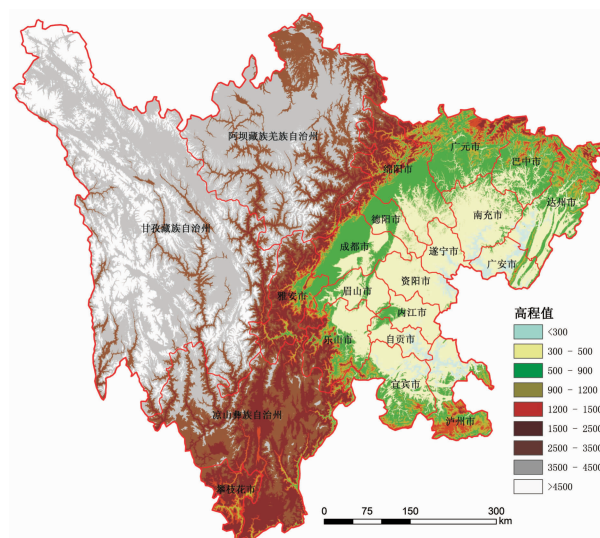 阿坝藏族羌族自治州
广元市
巴中市
绵阳市
达州市
德阳市
南充市
甘孜藏族自治州
成都市
遂宁市
广安市
资阳市
眉山市
雅安市
内江市
乐山市
自贡市
宜宾市
凉山彝族自治州
泸州市
攀枝花市
高程值
<300
300 - 500
500 - 900
900 - 1200
1200 - 1500
1500 - 2500
2500 - 3500
3500 - 4500
>4500
0 75 150 300
km